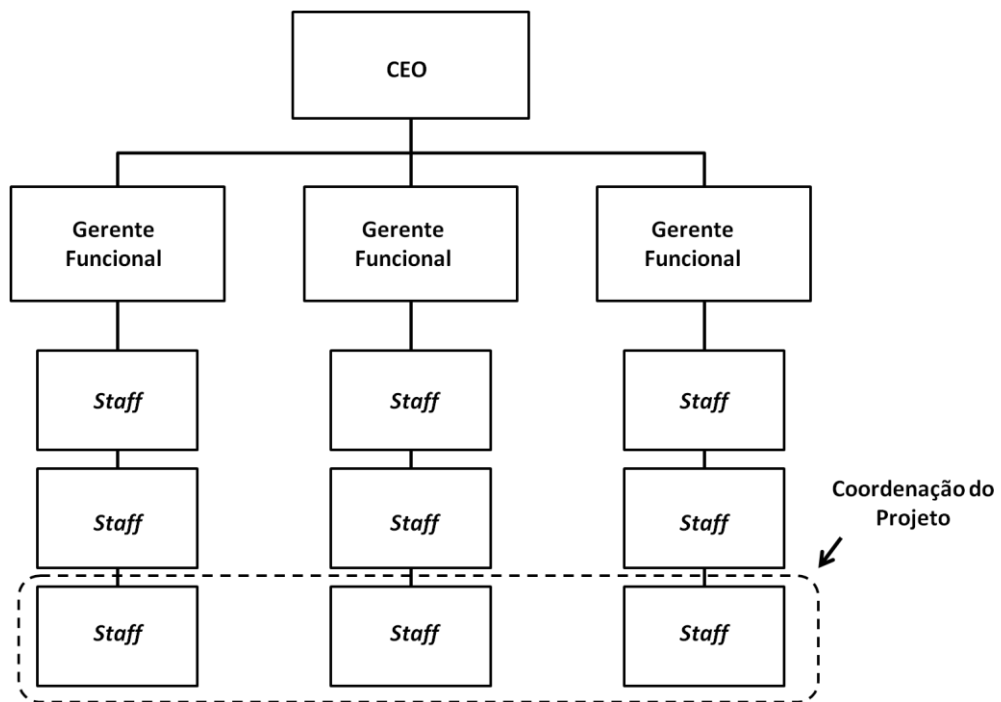 CEO
Gerente
Funcional
Gerente
Funcional
Gerente
Funcional
Staff
Staff
Staff
Staff
Staff
Staff
Coordenação do
Projeto
Staff
Staff
Staff